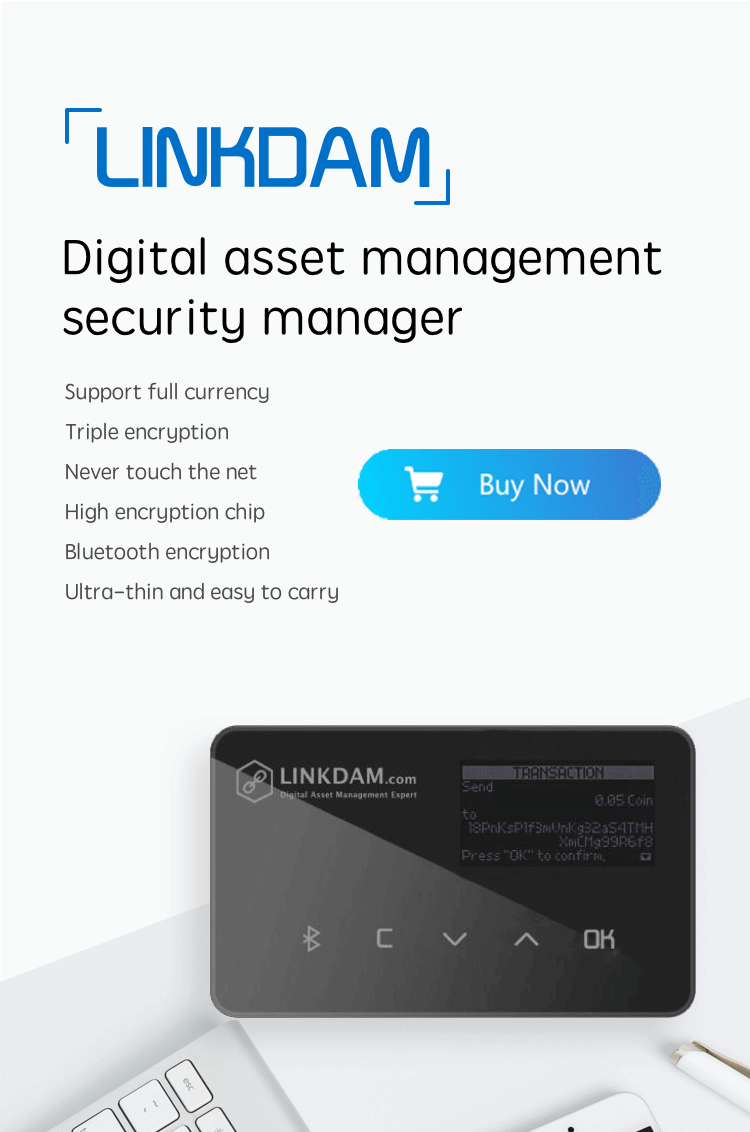 LINKDAM
Digital asset management
security manager
Support full currency
Triple encryption
Never touch the net
High encryption chip
Bluetooth encryption
Ultra-thin and easy to carry
Buy Now
LINKDAM.com
Digital Asset Management Expert
TRANSACTION
Send
0.05 Coin
to
18PnKsP1f3mVnKg32aS4TMH
XmCMg99R6f8
Press "OK" to confirm,
C
OK
esc